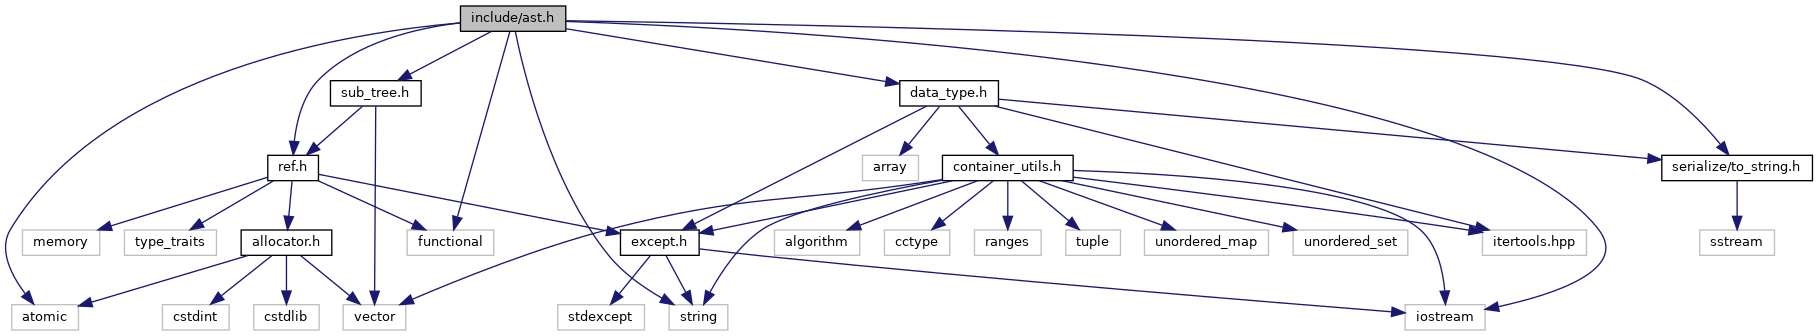 include/ast.h
sub_tree.h
data_type.h
ref.h
array
container_utils.h
serialize/to_string.h
memory
type_traits
allocator.h
functional
except.h
algorithm
cctype
ranges
tuple
unordered_map
unordered_set
itertools.hpp
sstream
atomic
cstdint
cstdlib
vector
stdexcept
string
iostream